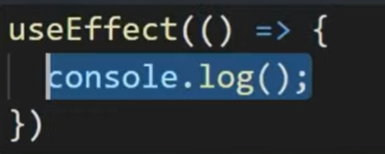 useEffect(() => {
console.log();
})